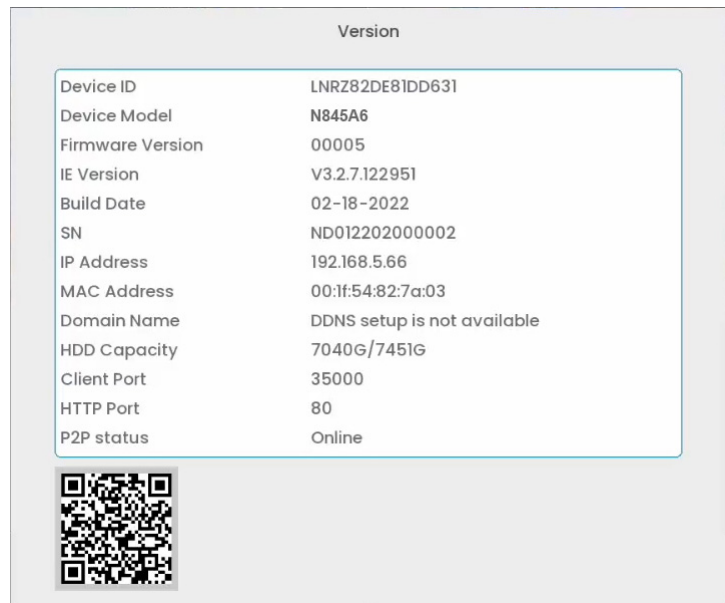 Version
Device ID LNRZ82DE81DD631
Device Model N845A6
Firmware Version 00005
IE Version V3.2.7.122951
Build Date 02-18-2022
SN ND012202000002
IP Address 192.168.5.66
MAC Address 00:1f:54:82:7a:03
Domain Name DDNS setup is not available
HDD Capacity 7040G/7451G
Client Port 35000
HTTP Port 80
P2P status Online